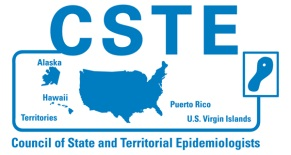 CSTE
Alaska
Hawaii
Territories
Puerto Rico
U.S. Virgin Islands
Council of State and Territorial Epidemiologists